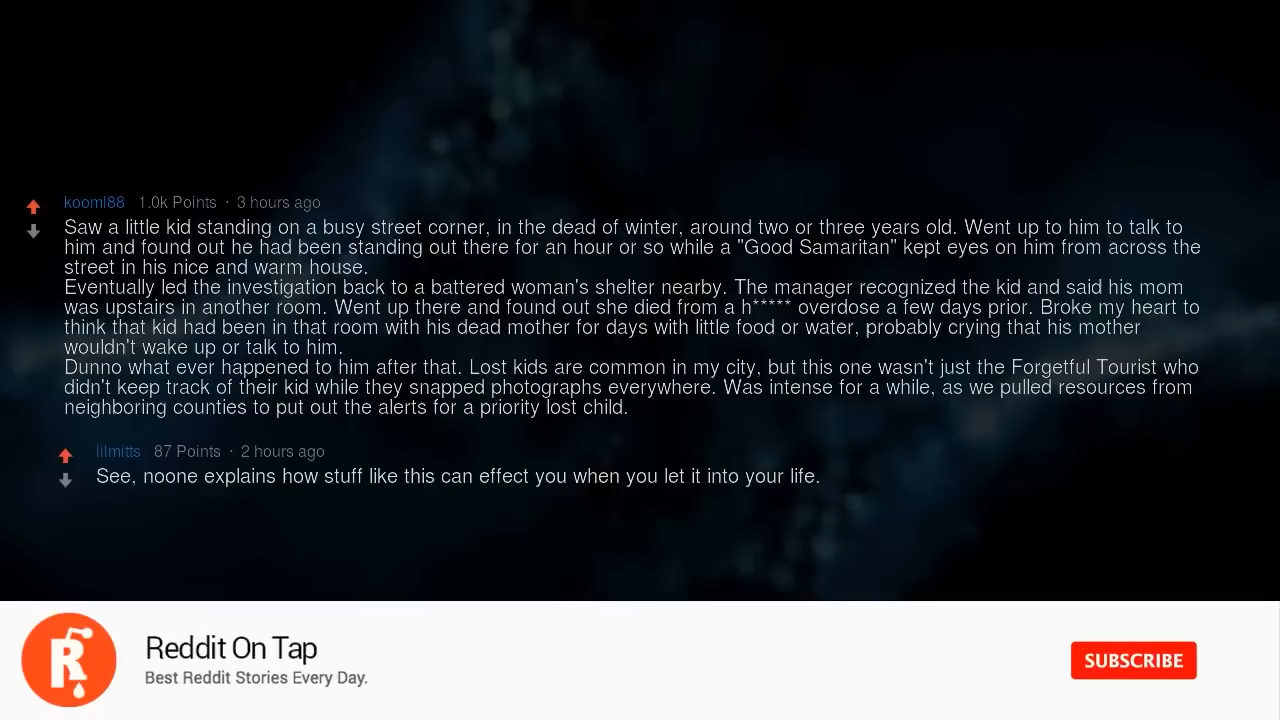 kooml88 1.0k Points · 3 hours ago
Saw a little kid standing on a busy street corner, in the dead of winter, around two or three years old. Went up to him to talk to
him and found out he had been standing out there for an hour or so while a "Good Samaritan" kept eyes on him from across the
street in his nice and warm house.
Eventually led the investigation back to a battered woman's shelter nearby. The manager recognized the kid and said his mom
was upstairs in another room. Went up there and found out she died from a h***** overdose a few days prior. Broke my heart to
think that kid had been in that room with his dead mother for days with little food or water, probably crying that his mother
wouldn't wake up or talk to him.
Dunno what ever happened to him after that. Lost kids are common in my city, but this one wasn't just the Forgetful Tourist who
didn't keep track of their kid while they snapped photographs everywhere. Was intense for a while, as we pulled resources from
neighboring counties to put out the alerts for a priority lost child.
lllmitts 87 Points · 2 hours ago
See, noone explains how stuff like this can effect you when you let it into your life.
Reddit On Tap
Best Reddit Stories Every Day.
SUBSCRIBE